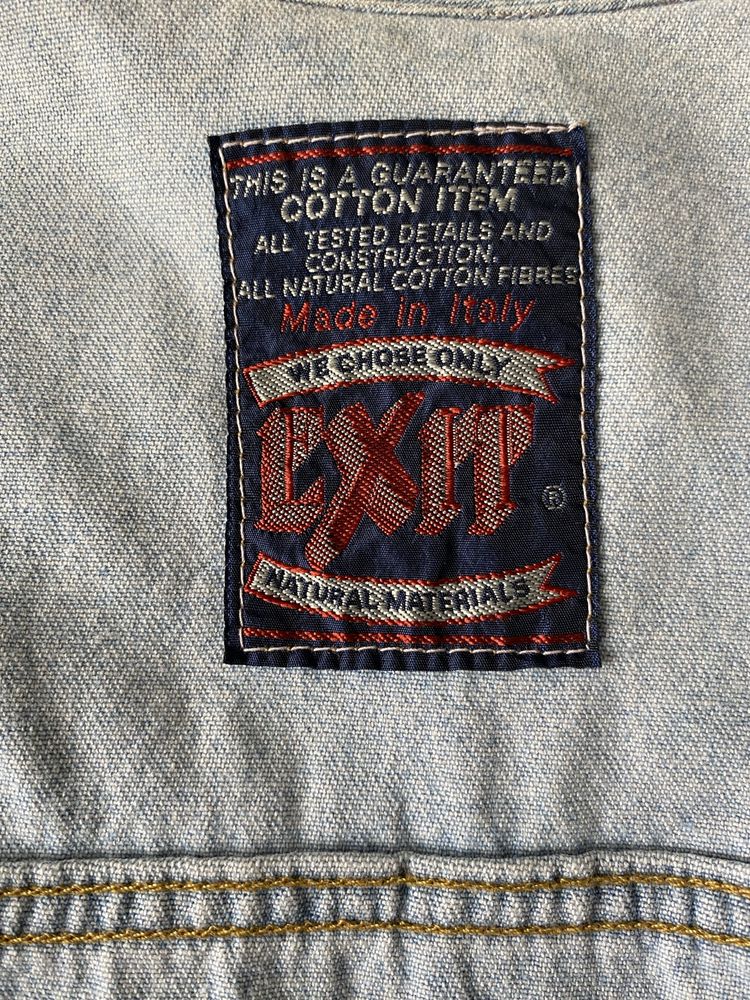 THIS IS A GUARANTEED
COTTON ITEM
ALL TESTED DETAILS AND
CONSTRUCTION.
ALL NATURAL COTTON FIBRES
Made in Italy
WE CHOSE ONLY
EXIT ®
NATURAL MATERIALS